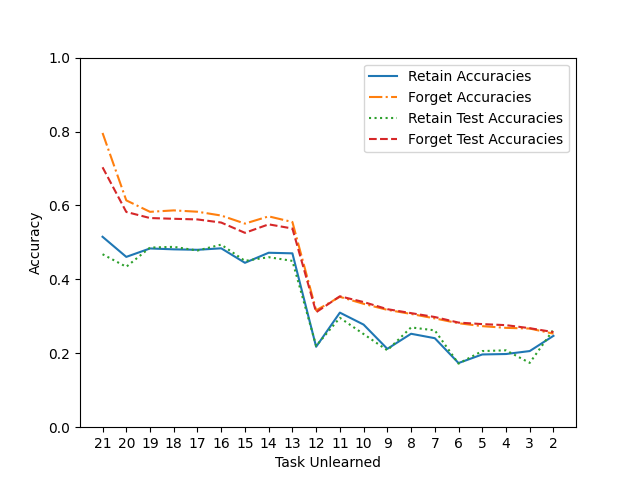 1.0
0.8
0.6
0.4
0.2
0.0
Accuracy
Retain Accuracies
Forget Accuracies
Retain Test Accuracies
Forget Test Accuracies
21 20 19 18 17 16 15 14 13 12 11 10 9 8 7 6 5 4 3 2
Task Unlearned